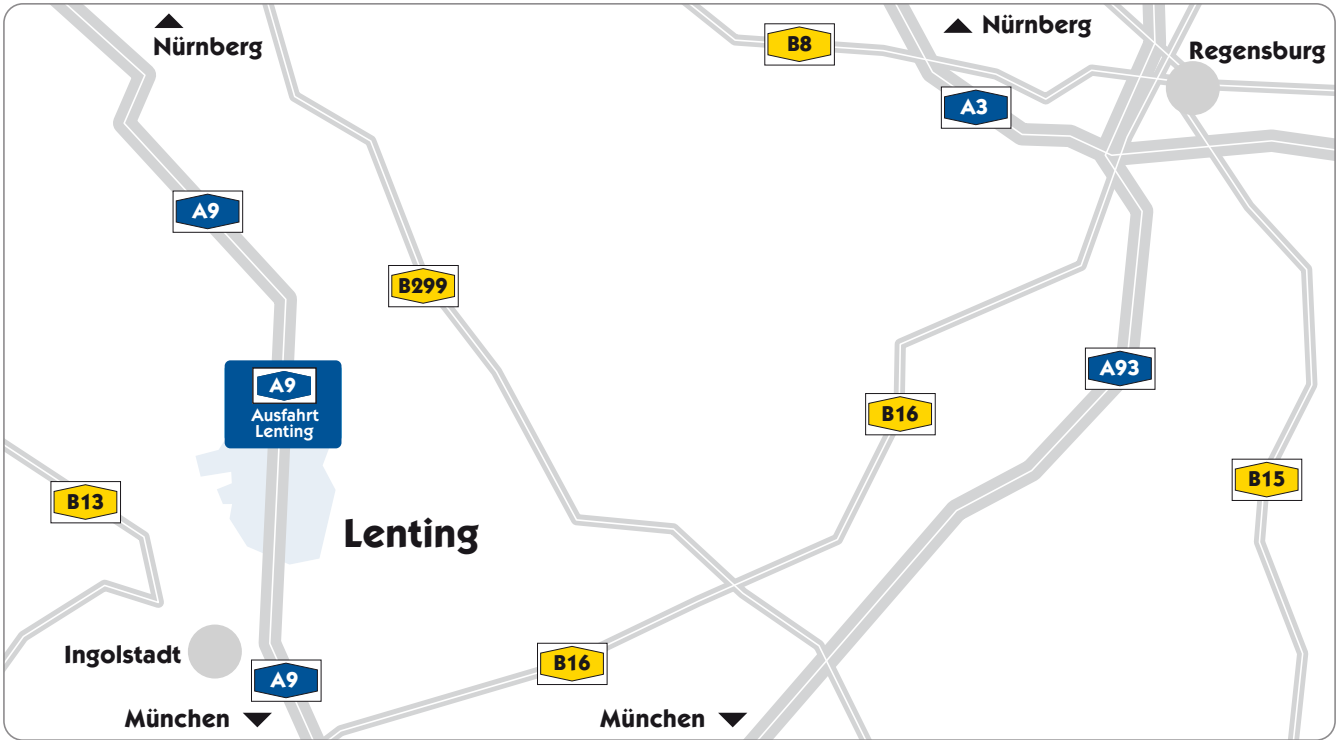 Nürnberg
Nürnberg
B8
Regensburg
A3
A9
B299
A9
Ausfahrt
Lenting
A93
B16
B15
B13
Lenting
Ingolstadt
B16
A9
München
München